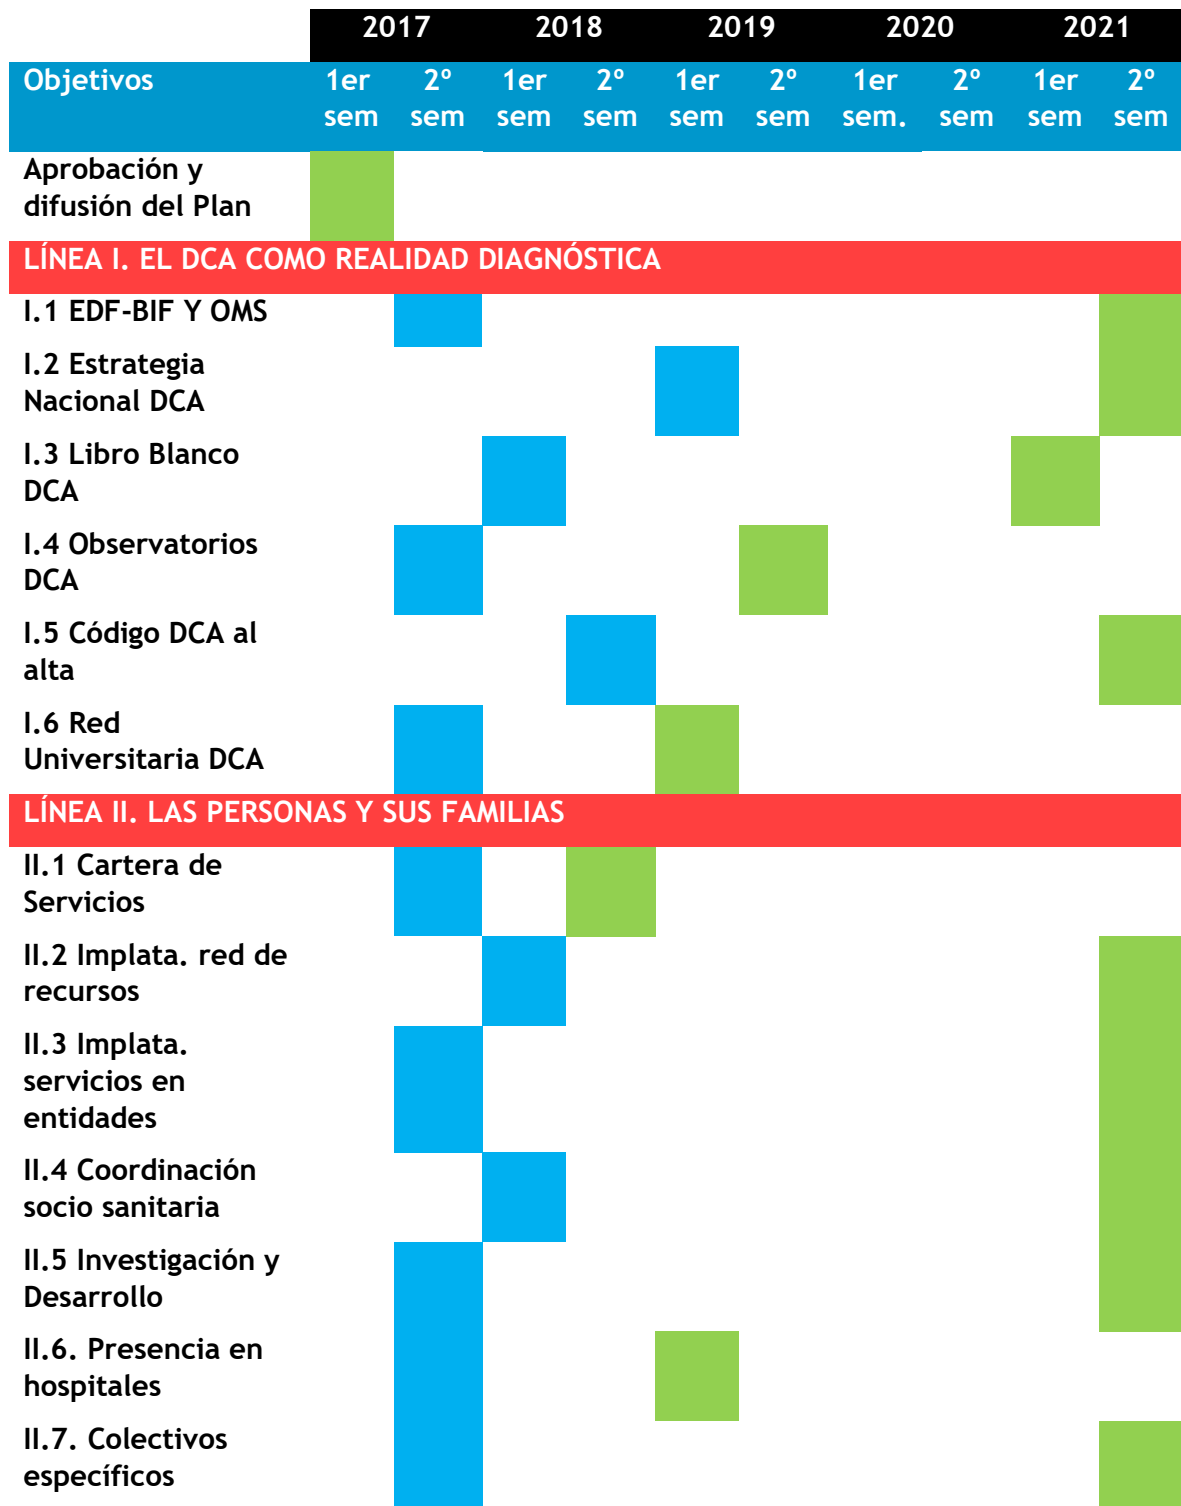 2017 2018 2019 2020 2021
Objetivos 1er 2º 1er 2º 1er 2º 1er 2º 1er 2º
sem sem sem sem sem sem sem. sem sem sem
Aprobación y
difusión del Plan
LÍNEA I. EL DCA COMO REALIDAD DIAGNÓSTICA
I.1 EDF-BIF Y OMS
I.2 Estrategia
Nacional DCA
I.3 Libro Blanco
DCA
I.4 Observatorios
DCA
I.5 Código DCA al
alta
I.6 Red
Universitaria DCA
LÍNEA II. LAS PERSONAS Y SUS FAMILIAS
II.1 Cartera de
Servicios
II.2 Implata. red de
recursos
II.3 Implata.
servicios en
entidades
II.4 Coordinación
socio sanitaria
II.5 Investigación y
Desarrollo
II.6. Presencia en
hospitales
II.7. Colectivos
específicos